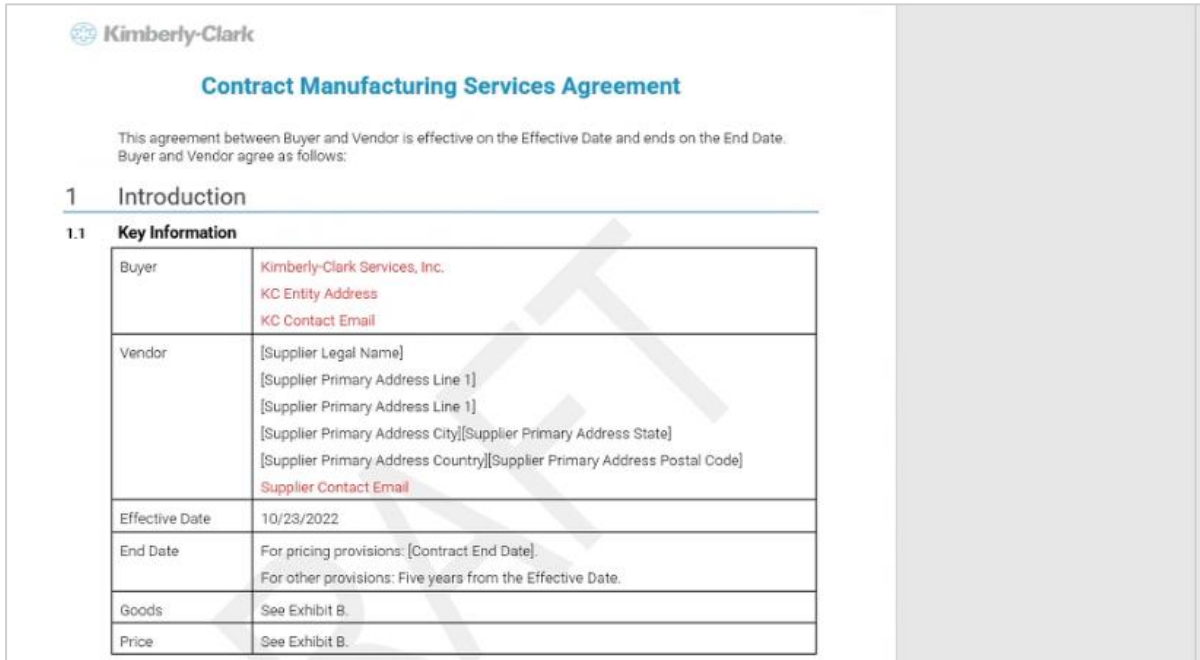 Kimberly-Clark
Contract Manufacturing Services Agreement
This agreement between Buyer and Vendor is effective on the Effective Date and ends on the End Date.
Buyer and Vendor agree as follows:
1 Introduction
1.1 Key Information
Buyer Kimberly-Clark Services, Inc.
KC Entity Address
KC Contact Email
Vendor [Supplier Legal Name]
[Supplier Primary Address Line 1]
[Supplier Primary Address Line 1]
[Supplier Primary Address City][Supplier Primary Address State]
[Supplier Primary Address Country][Supplier Primary Address Postal Code]
Supplier Contact Email
Effective Date 10/23/2022
End Date For pricing provisions: [Contract End Date].
For other provisions: Five years from the Effective Date.
Goods See Exhibit B.
Price See Exhibit B.
RAFT